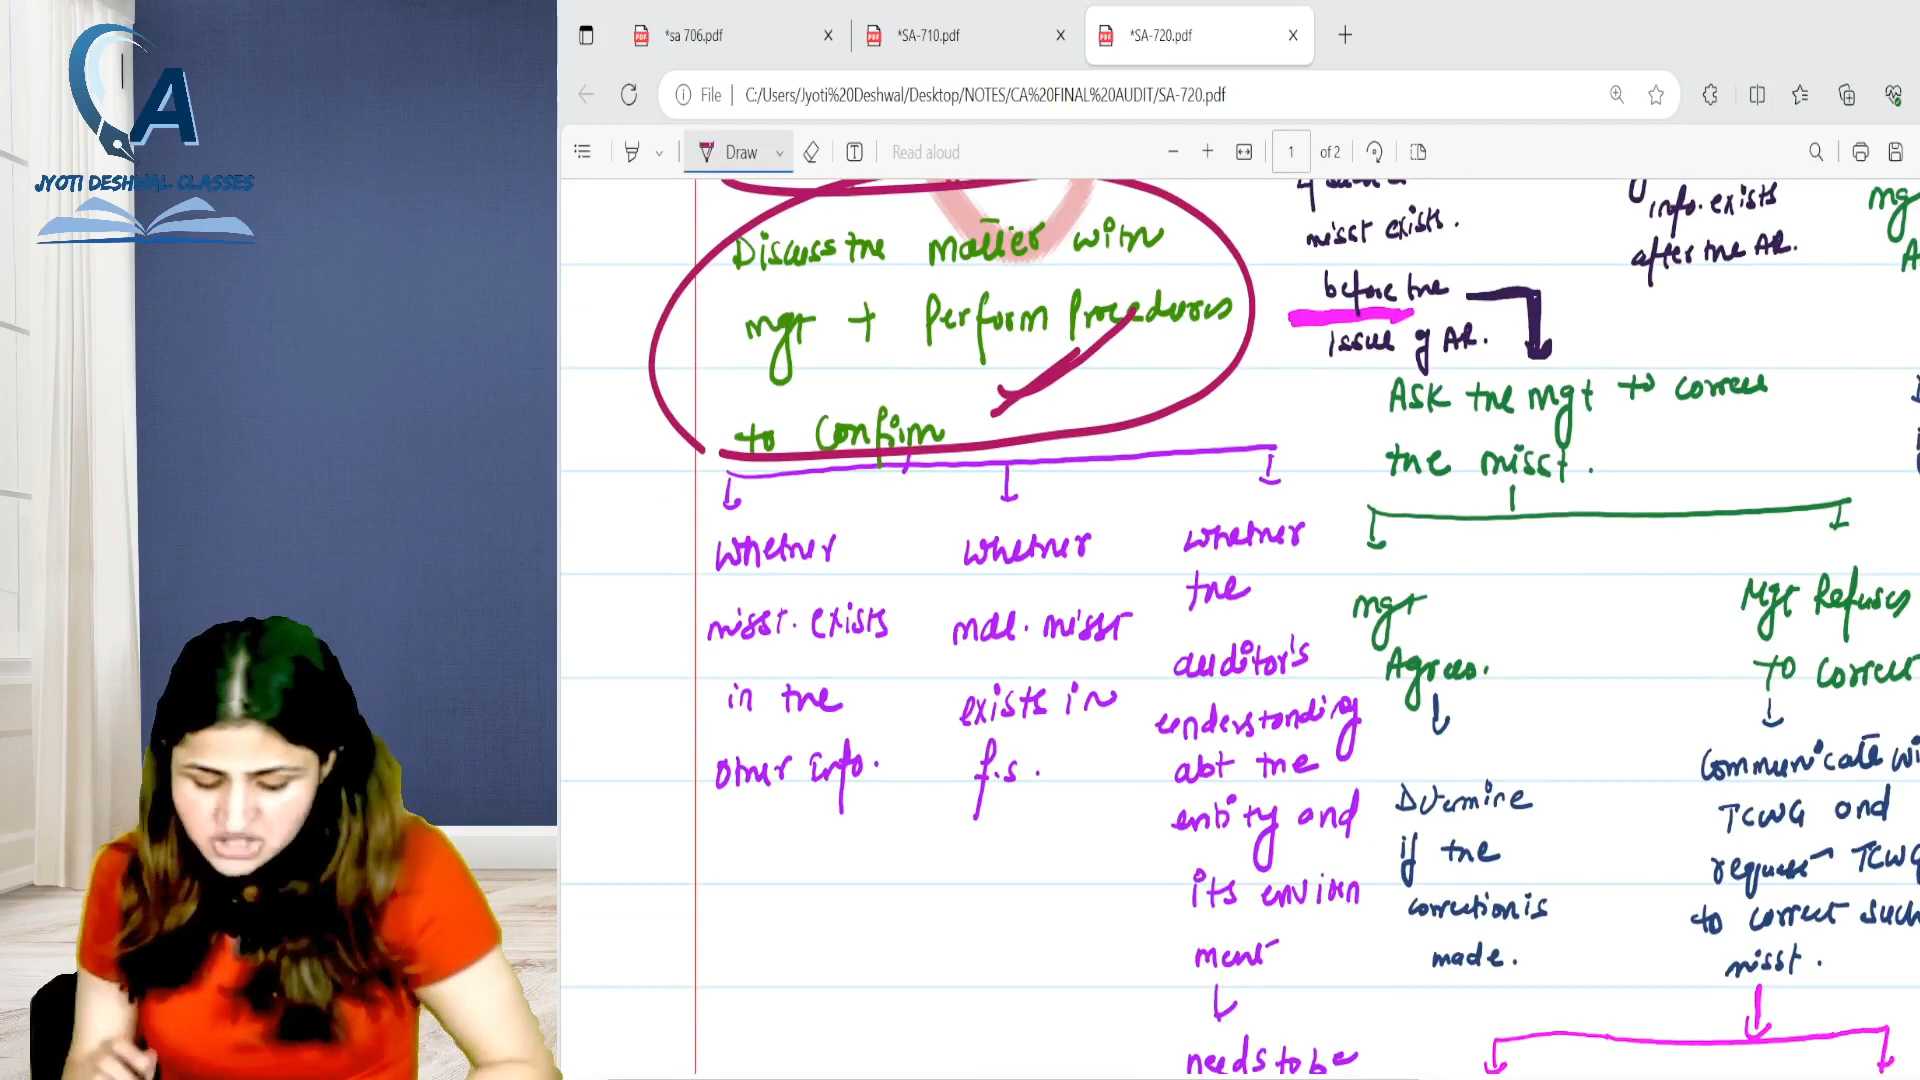 CA
JYOTI DESHWAL CLASSES
*sa 706.pdf
*SA-710.pdf
*SA-720.pdf
File
C:/Users/Jyoti%20Deshwal/Desktop/NOTES/CA%20FINAL%20AUDIT/SA-720.pdf
Draw
Read aloud
1
of 2
Discuss the matter with
mgt + Perform Procedures
to Confirm
Whether
misst. exists
in the
other info.
whether
mat. misst
exists in
f.s.
whether
the
auditor's
understanding
abt the
entity and
its environ
ment
needs to be
misst exists.
before the
issue of AR.
info. exists
after the AR.
mg
A
Ask the mgt to correct
the misst.
mgt
Agrees.
Determine
if the
correction is
made.
Mgt Refuses
to correct
Communicate wi
TCWG and
request TCWG
to correct such
misst.